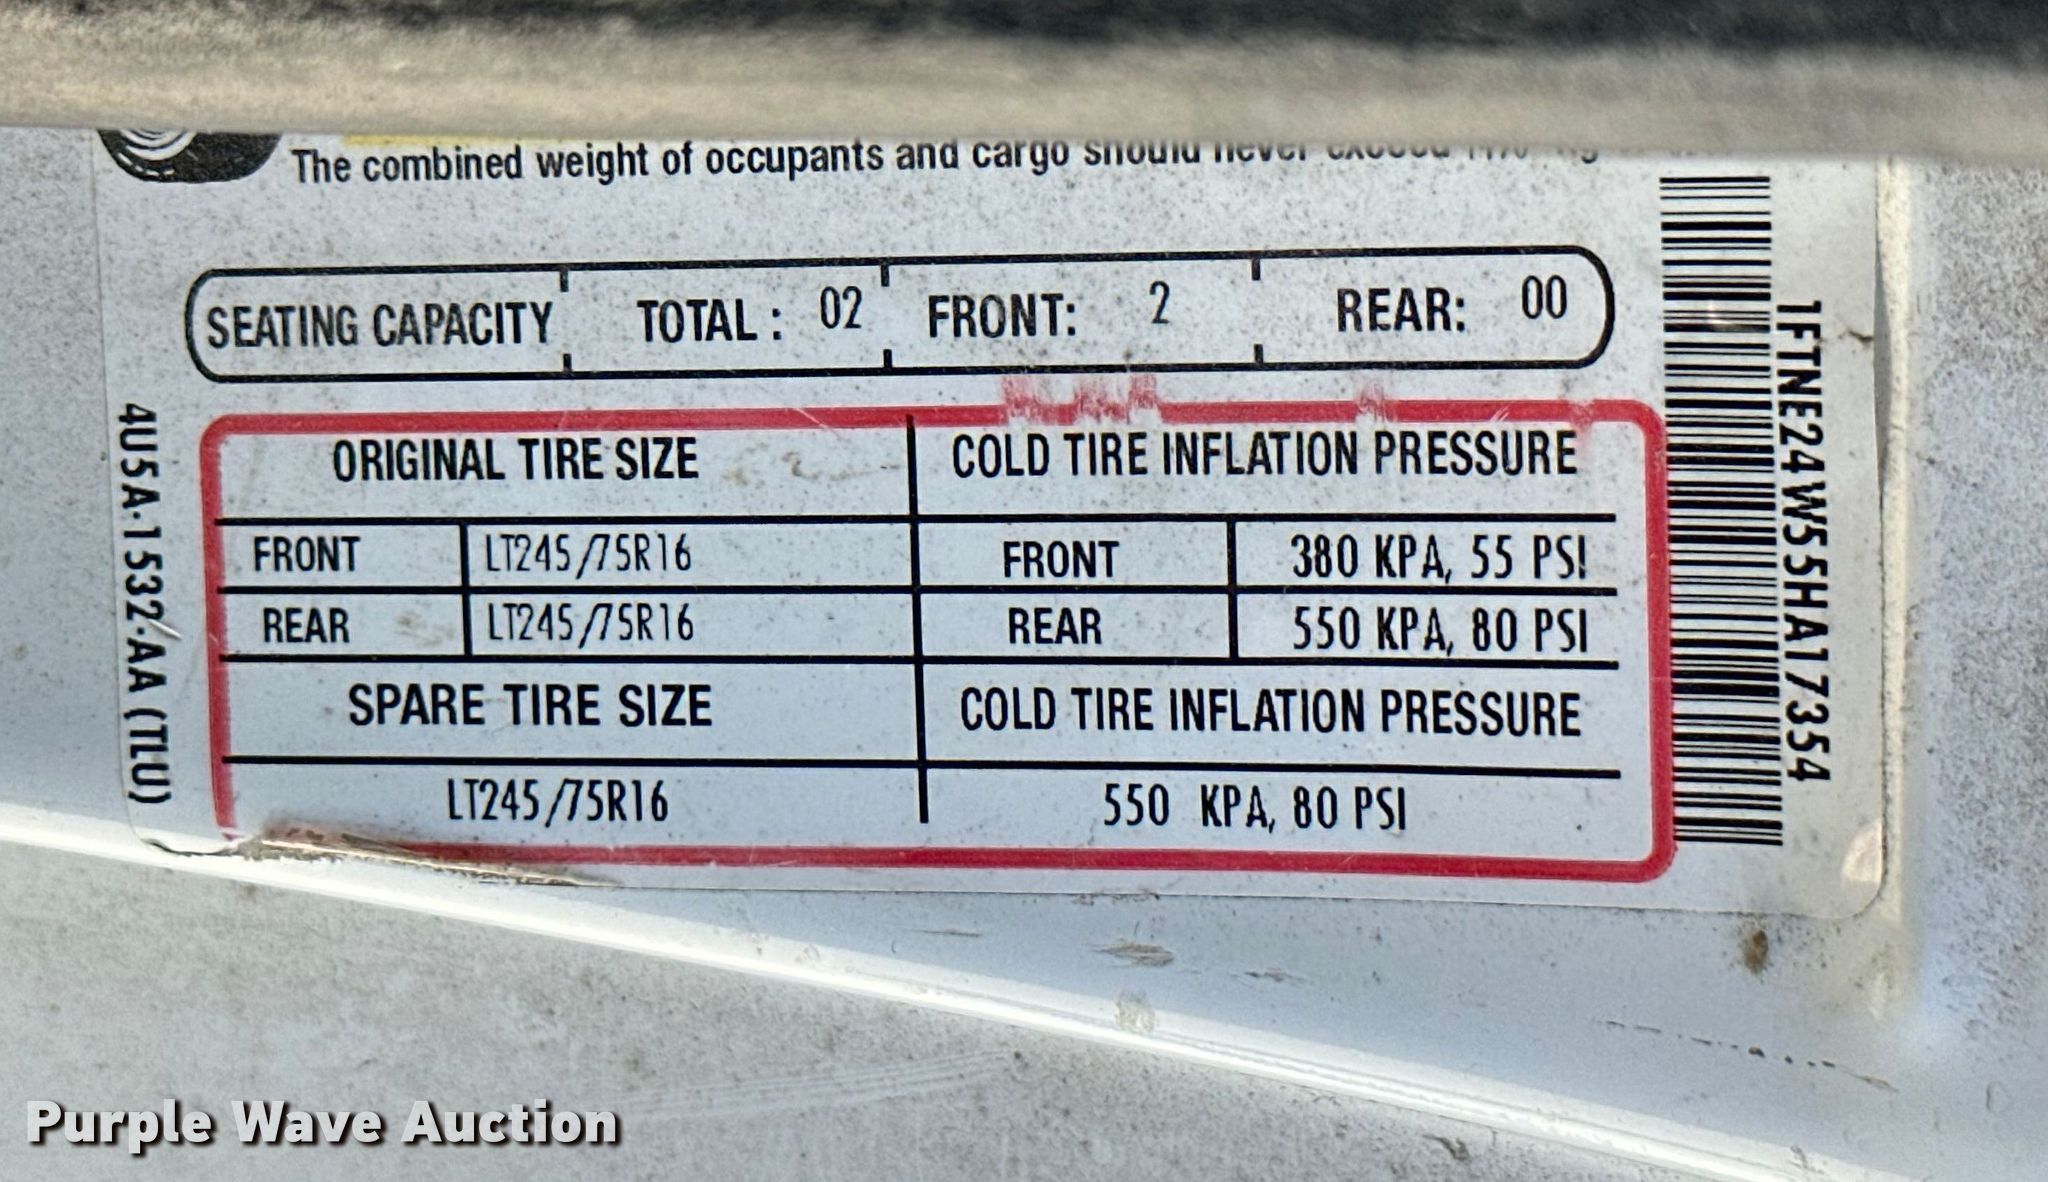 The combined weight of occupants and cargo should never exceed
SEATING CAPACITY TOTAL : 02 FRONT: 2 REAR: 00
ORIGINAL TIRE SIZE COLD TIRE INFLATION PRESSURE
FRONT LT245/75R16 FRONT 380 KPA, 55 PSI
REAR LT245/75R16 REAR 550 KPA, 80 PSI
SPARE TIRE SIZE COLD TIRE INFLATION PRESSURE
LT245/75R16 550 KPA, 80 PSI
4U5A-1532-AA (TLU)
1FTNE24W55HA17354
Purple Wave Auction